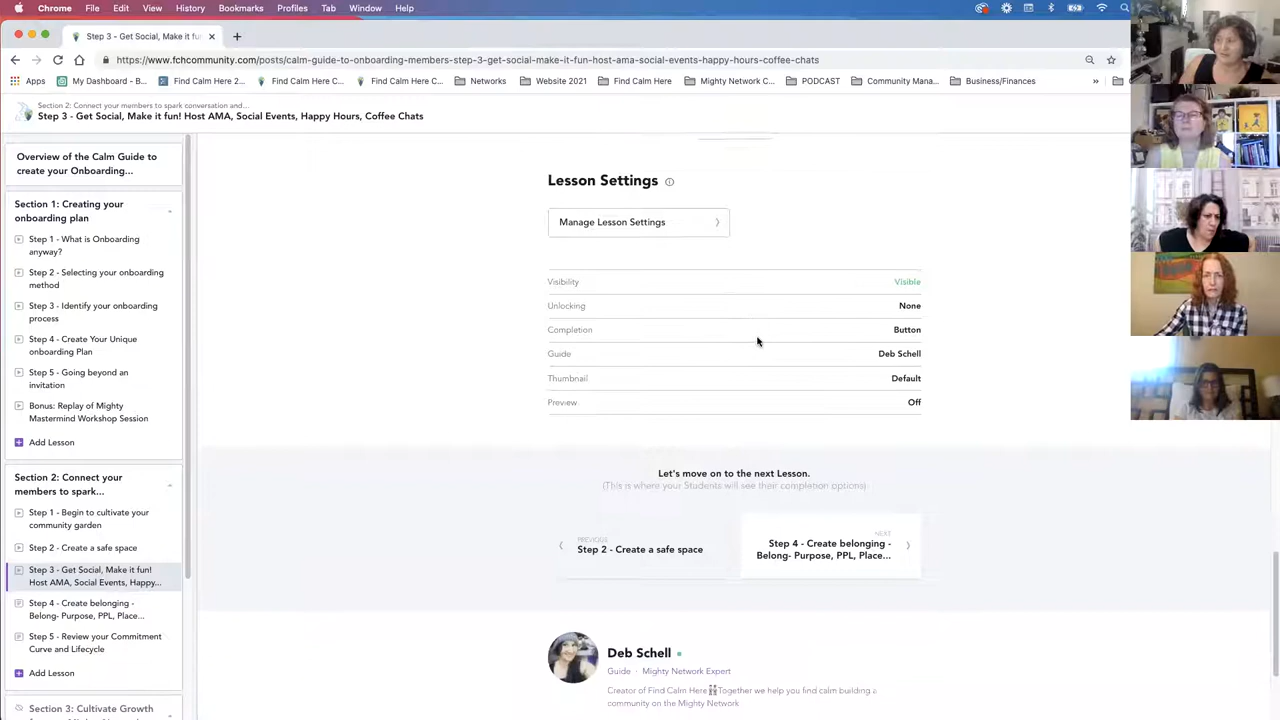 Chrome File Edit View History Bookmarks Profiles Tab Window Help
Step 3 - Get Social, Make it fun!
https://www.fchcommunity.com/posts/calm-guide-to-onboarding-members-step-3-get-social-make-it-fun-host-ama-social-events-happy-hours-coffee-chats
Apps My Dashboard - B... Find Calm Here 2... Find Calm Here C... Find Calm Here C... Networks Website 2021 Find Calm Here Mighty Network C... PODCAST Community Mana... Business/Finances »
Section 2: Connect your members to spark conversation and...
Step 3 - Get Social, Make it fun! Host AMA, Social Events, Happy Hours, Coffee Chats
Overview of the Calm Guide to
create your Onboarding...
Section 1: Creating your
onboarding plan
Step 1 - What is Onboarding
anyway?
Step 2 - Selecting your onboarding
method
Step 3 - Identify your onboarding
process
Step 4 - Create Your Unique
onboarding Plan
Step 5 - Going beyond an
invitation
Bonus: Replay of Mighty
Mastermind Workshop Session
Add Lesson
Section 2: Connect your
members to spark...
Step 1 - Begin to cultivate your
community garden
Step 2 - Create a safe space
Step 3 - Get Social, Make it fun!
Host AMA, Social Events, Happy...
Step 4 - Create belonging -
Belong- Purpose, PPL, Place...
Step 5 - Review your Commitment
Curve and Lifecycle
Add Lesson
Section 3: Cultivate Growth
Lesson Settings
Manage Lesson Settings
Visibility Visible
Unlocking None
Completion Button
Guide Deb Schell
Thumbnail Default
Preview Off
Let's move on to the next Lesson.
(This is where your Students will see their completion options)
PREVIOUS
Step 2 - Create a safe space
NEXT
Step 4 - Create belonging -
Belong- Purpose, PPL, Place...
Deb Schell
Guide · Mighty Network Expert
Creator of Find Calm Here Together we help you find calm building a
community on the Mighty Network